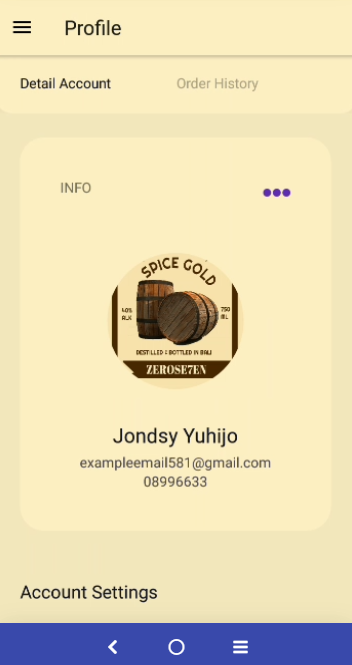 Profile
Detail Account
Order History
INFO
SPICE GOLD
40%
ALK
750
ML
DESTILLED & BOTTLED IN BALI
ZEROSE7EN
Jondsy Yuhijo
exampleemail581@gmail.com
08996633
Account Settings